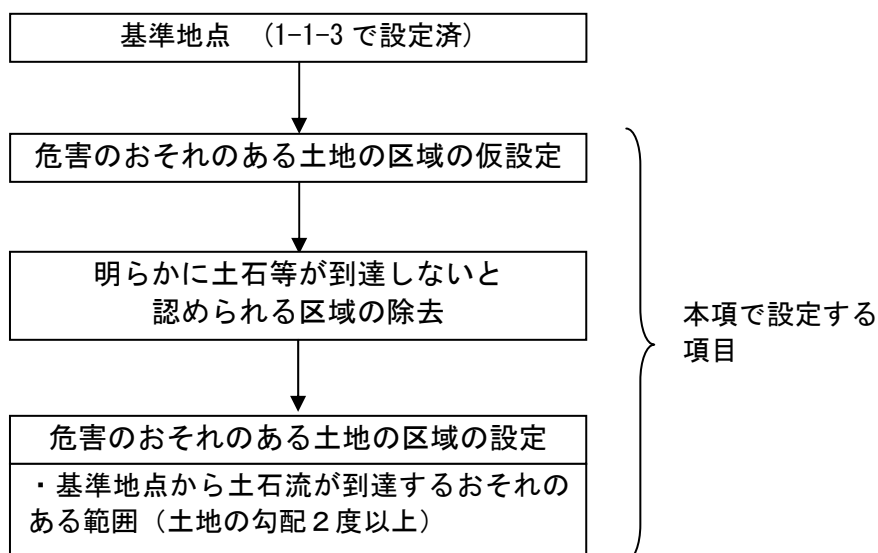 基準地点　(1-1-3で設定済)
危害のおそれのある土地の区域の仮設定
明らかに土石等が到達しないと
認められる区域の除去
本項で設定する
項目
危害のおそれのある土地の区域の設定
・基準地点から土石流が到達するおそれの
ある範囲（土地の勾配２度以上）